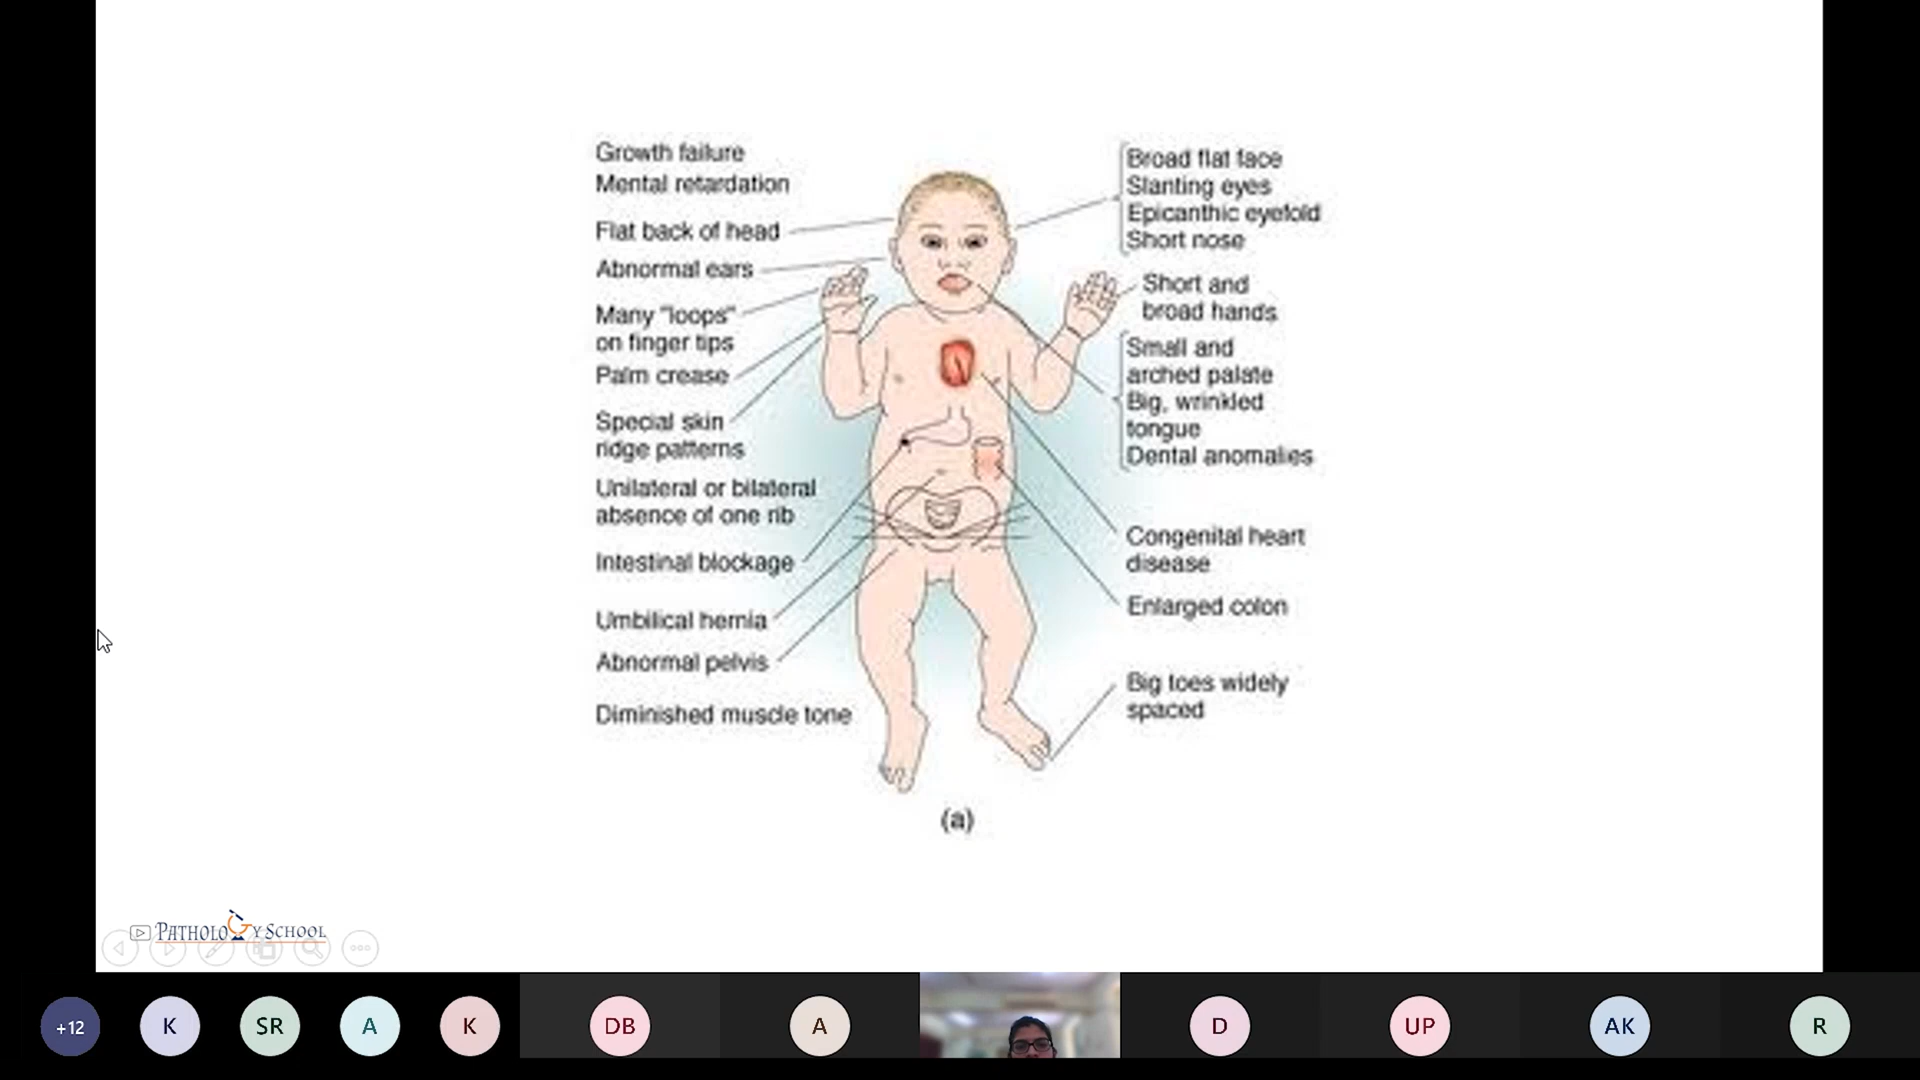 Growth failure
Mental retardation
Flat back of head
Abnormal ears
Many "loops"
on finger tips
Palm crease
Special skin
ridge patterns
Unilateral or bilateral
absence of one rib
Intestinal blockage
Umbilical hernia
Abnormal pelvis
Diminished muscle tone
Broad flat face
Slanting eyes
Epicanthic eyefold
Short nose
Short and
broad hands
Small and
arched palate
Big, wrinkled
tongue
Dental anomalies
Congenital heart
disease
Enlarged colon
Big toes widely
spaced
(a)
PATHOLOGY SCHOOL
+12
K
SR
A
K
DB
A
D
UP
AK
R